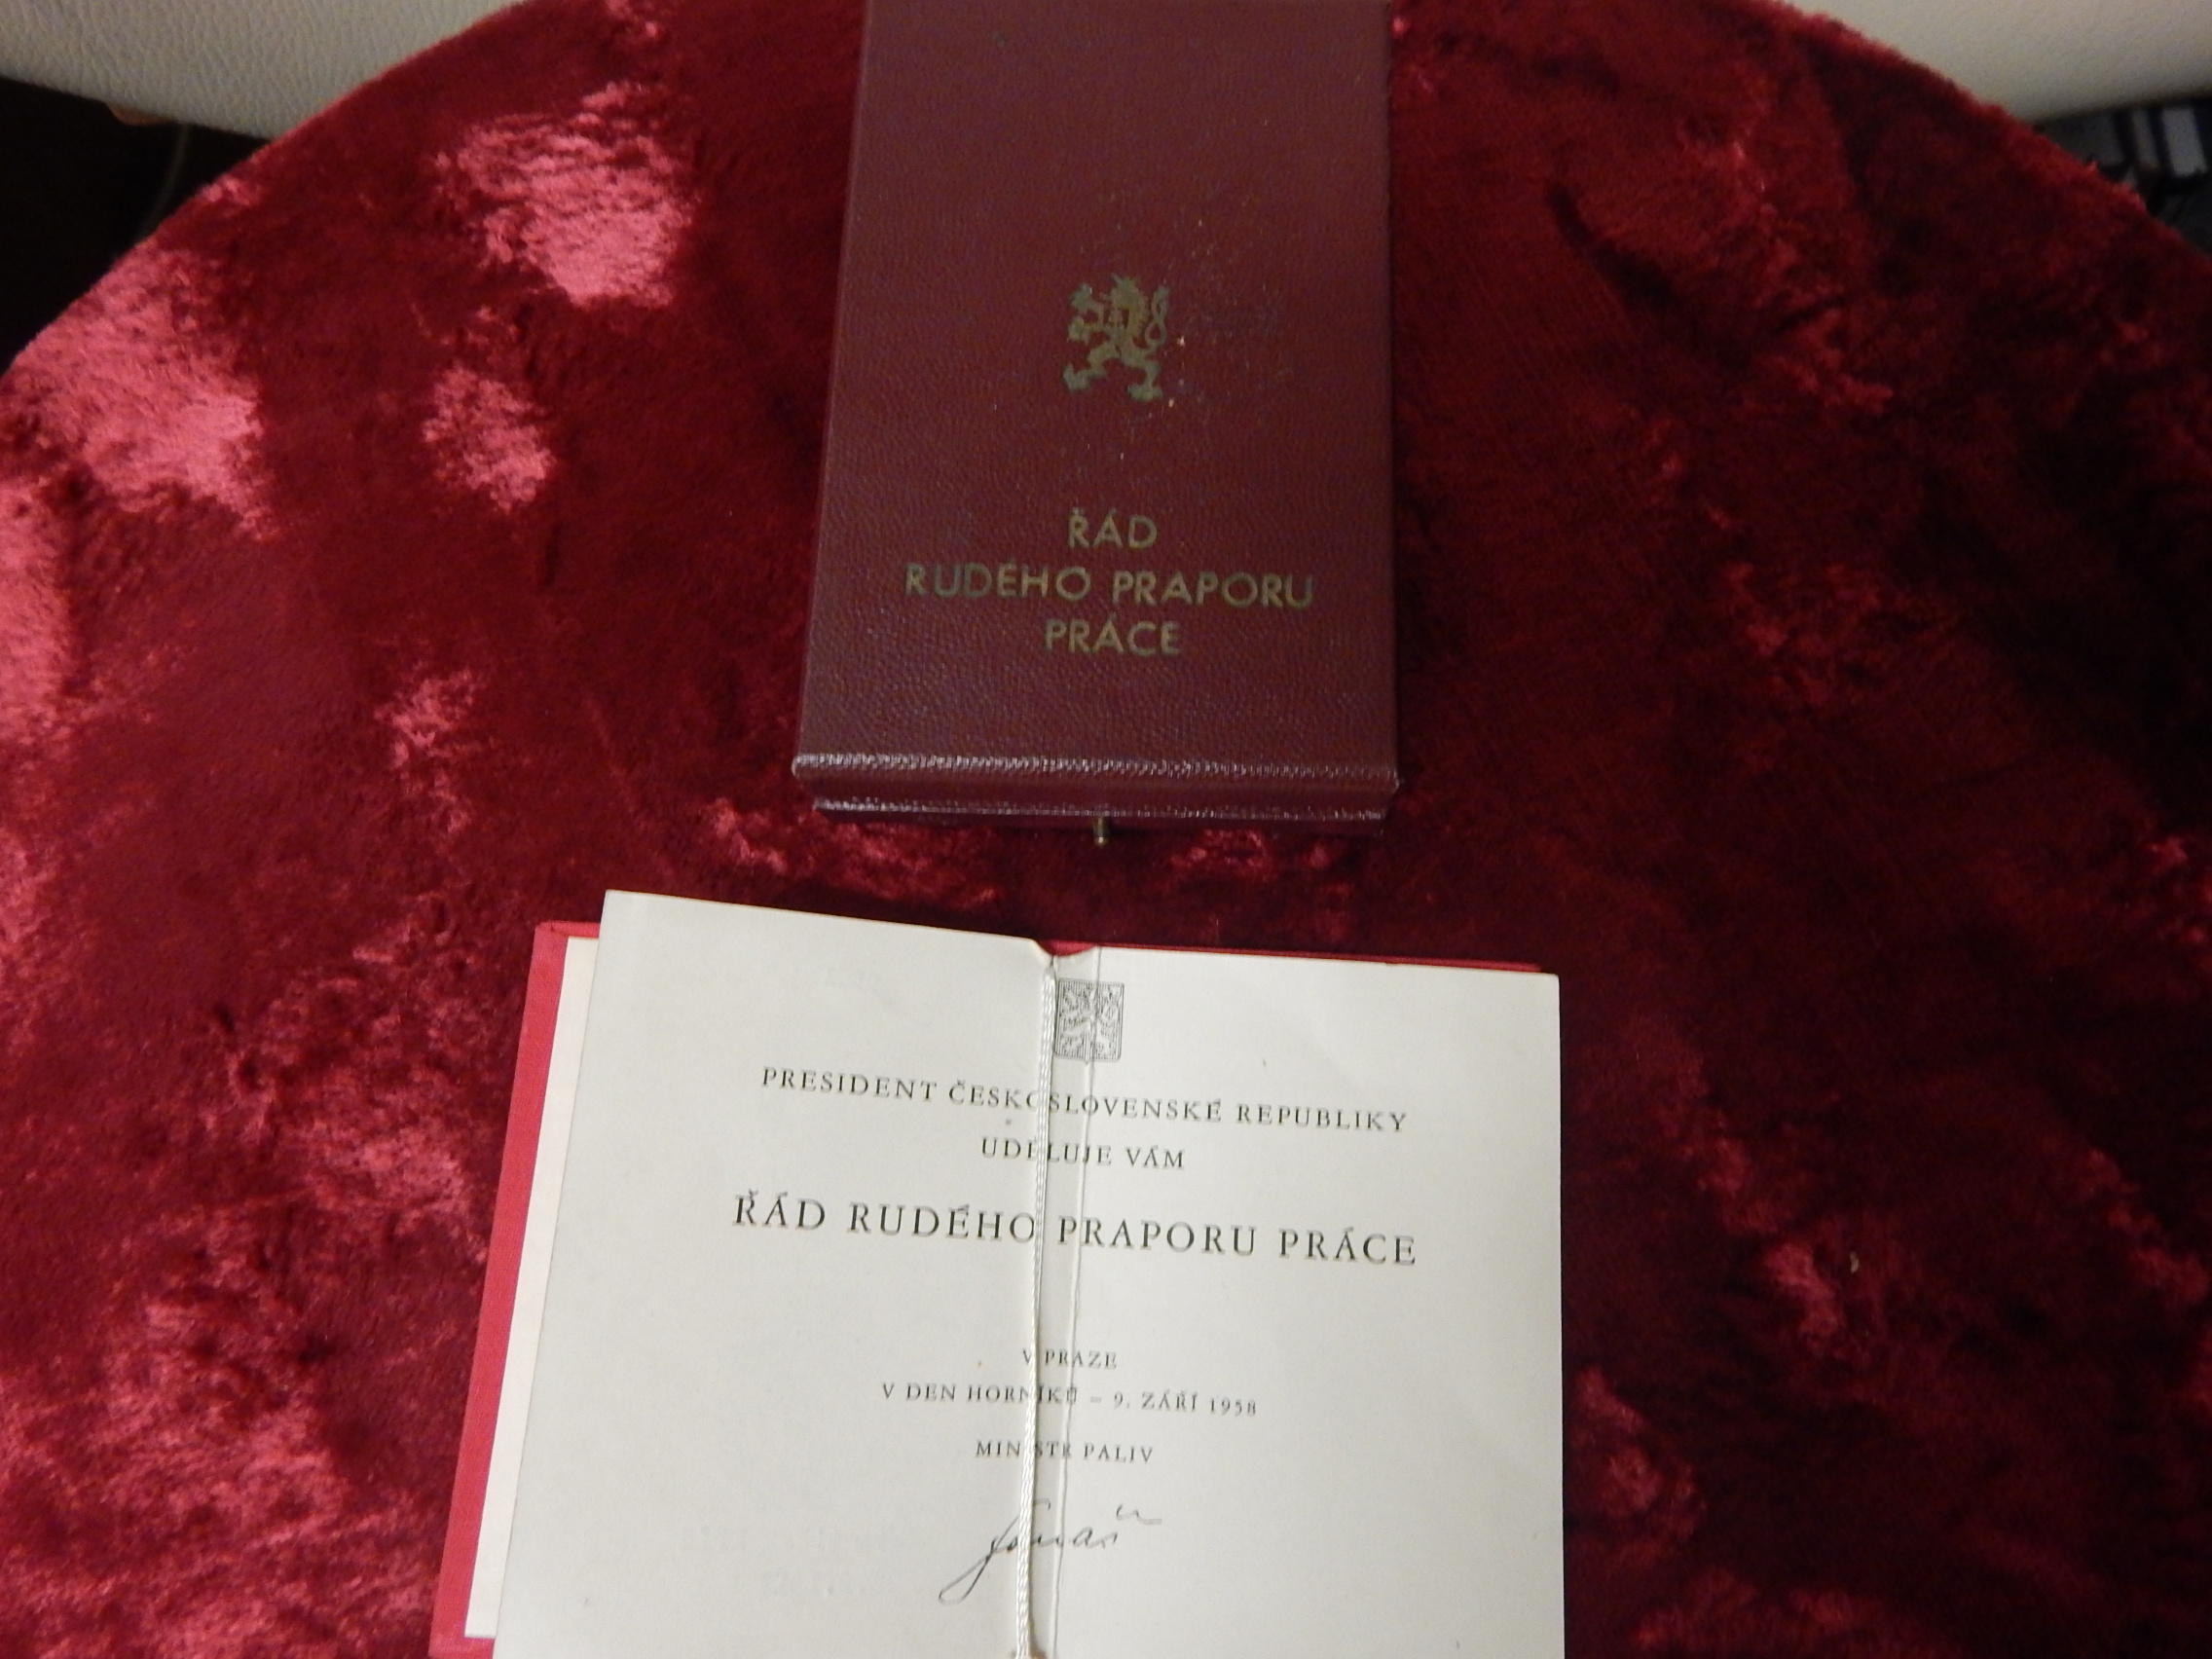 ŘÁD
RUDÉHO PRAPORU
PRÁCE
PRESIDENT ČESKOSLOVENSKÉ REPUBLIKY
UDĚLUJE VÁM
ŘÁD RUDÉHO PRAPORU PRÁCE
V PRAZE
V DEN HORNÍKŮ – 9. ZÁŘÍ 1958
MINISTR PALIV
Jonáš